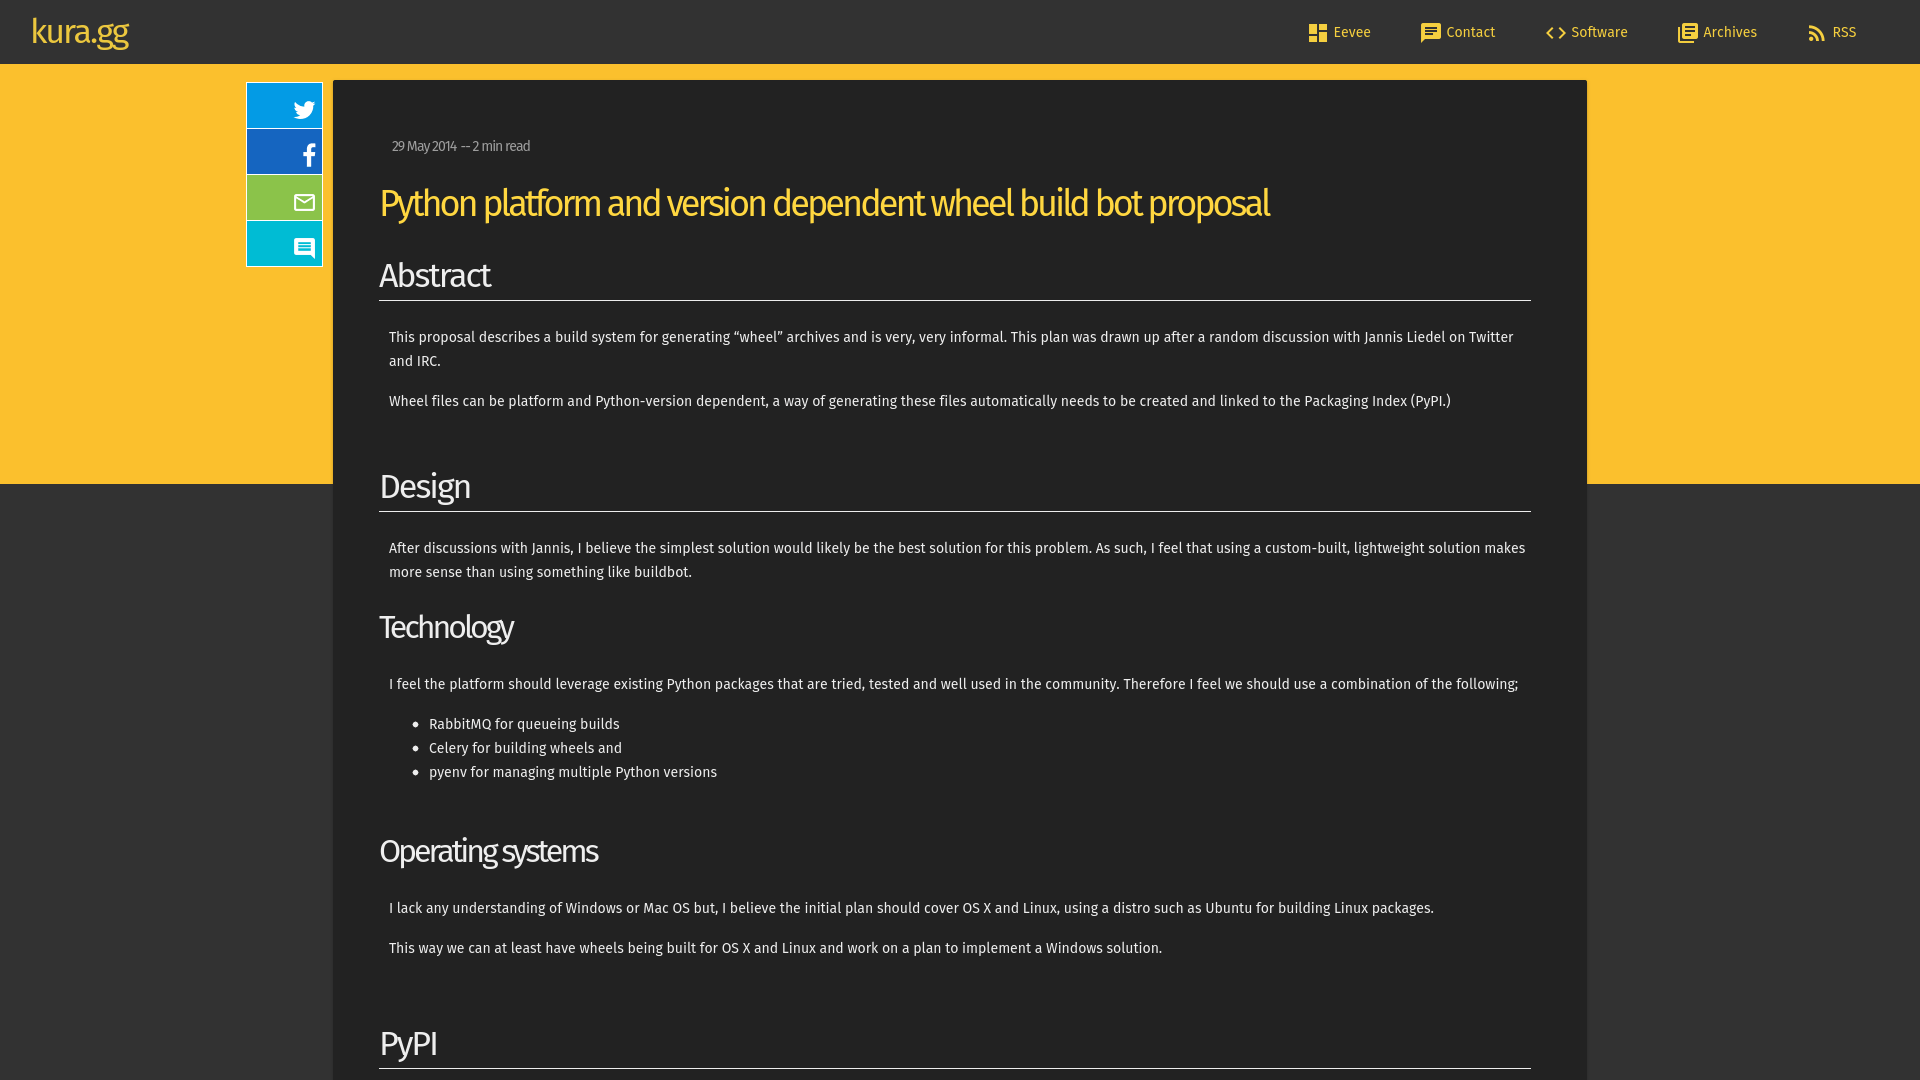 kura.gg
Eevee
Contact
Software
Archives
RSS
29 May 2014 -- 2 min read
Python platform and version dependent wheel build bot proposal
Abstract
This proposal describes a build system for generating “wheel” archives and is very, very informal. This plan was drawn up after a random discussion with Jannis Liedel on Twitter
and IRC.
Wheel files can be platform and Python-version dependent, a way of generating these files automatically needs to be created and linked to the Packaging Index (PyPI.)
Design
After discussions with Jannis, I believe the simplest solution would likely be the best solution for this problem. As such, I feel that using a custom-built, lightweight solution makes
more sense than using something like buildbot.
Technology
I feel the platform should leverage existing Python packages that are tried, tested and well used in the community. Therefore I feel we should use a combination of the following;
RabbitMQ for queueing builds
Celery for building wheels and
pyenv for managing multiple Python versions
Operating systems
I lack any understanding of Windows or Mac OS but, I believe the initial plan should cover OS X and Linux, using a distro such as Ubuntu for building Linux packages.
This way we can at least have wheels being built for OS X and Linux and work on a plan to implement a Windows solution.
PyPI